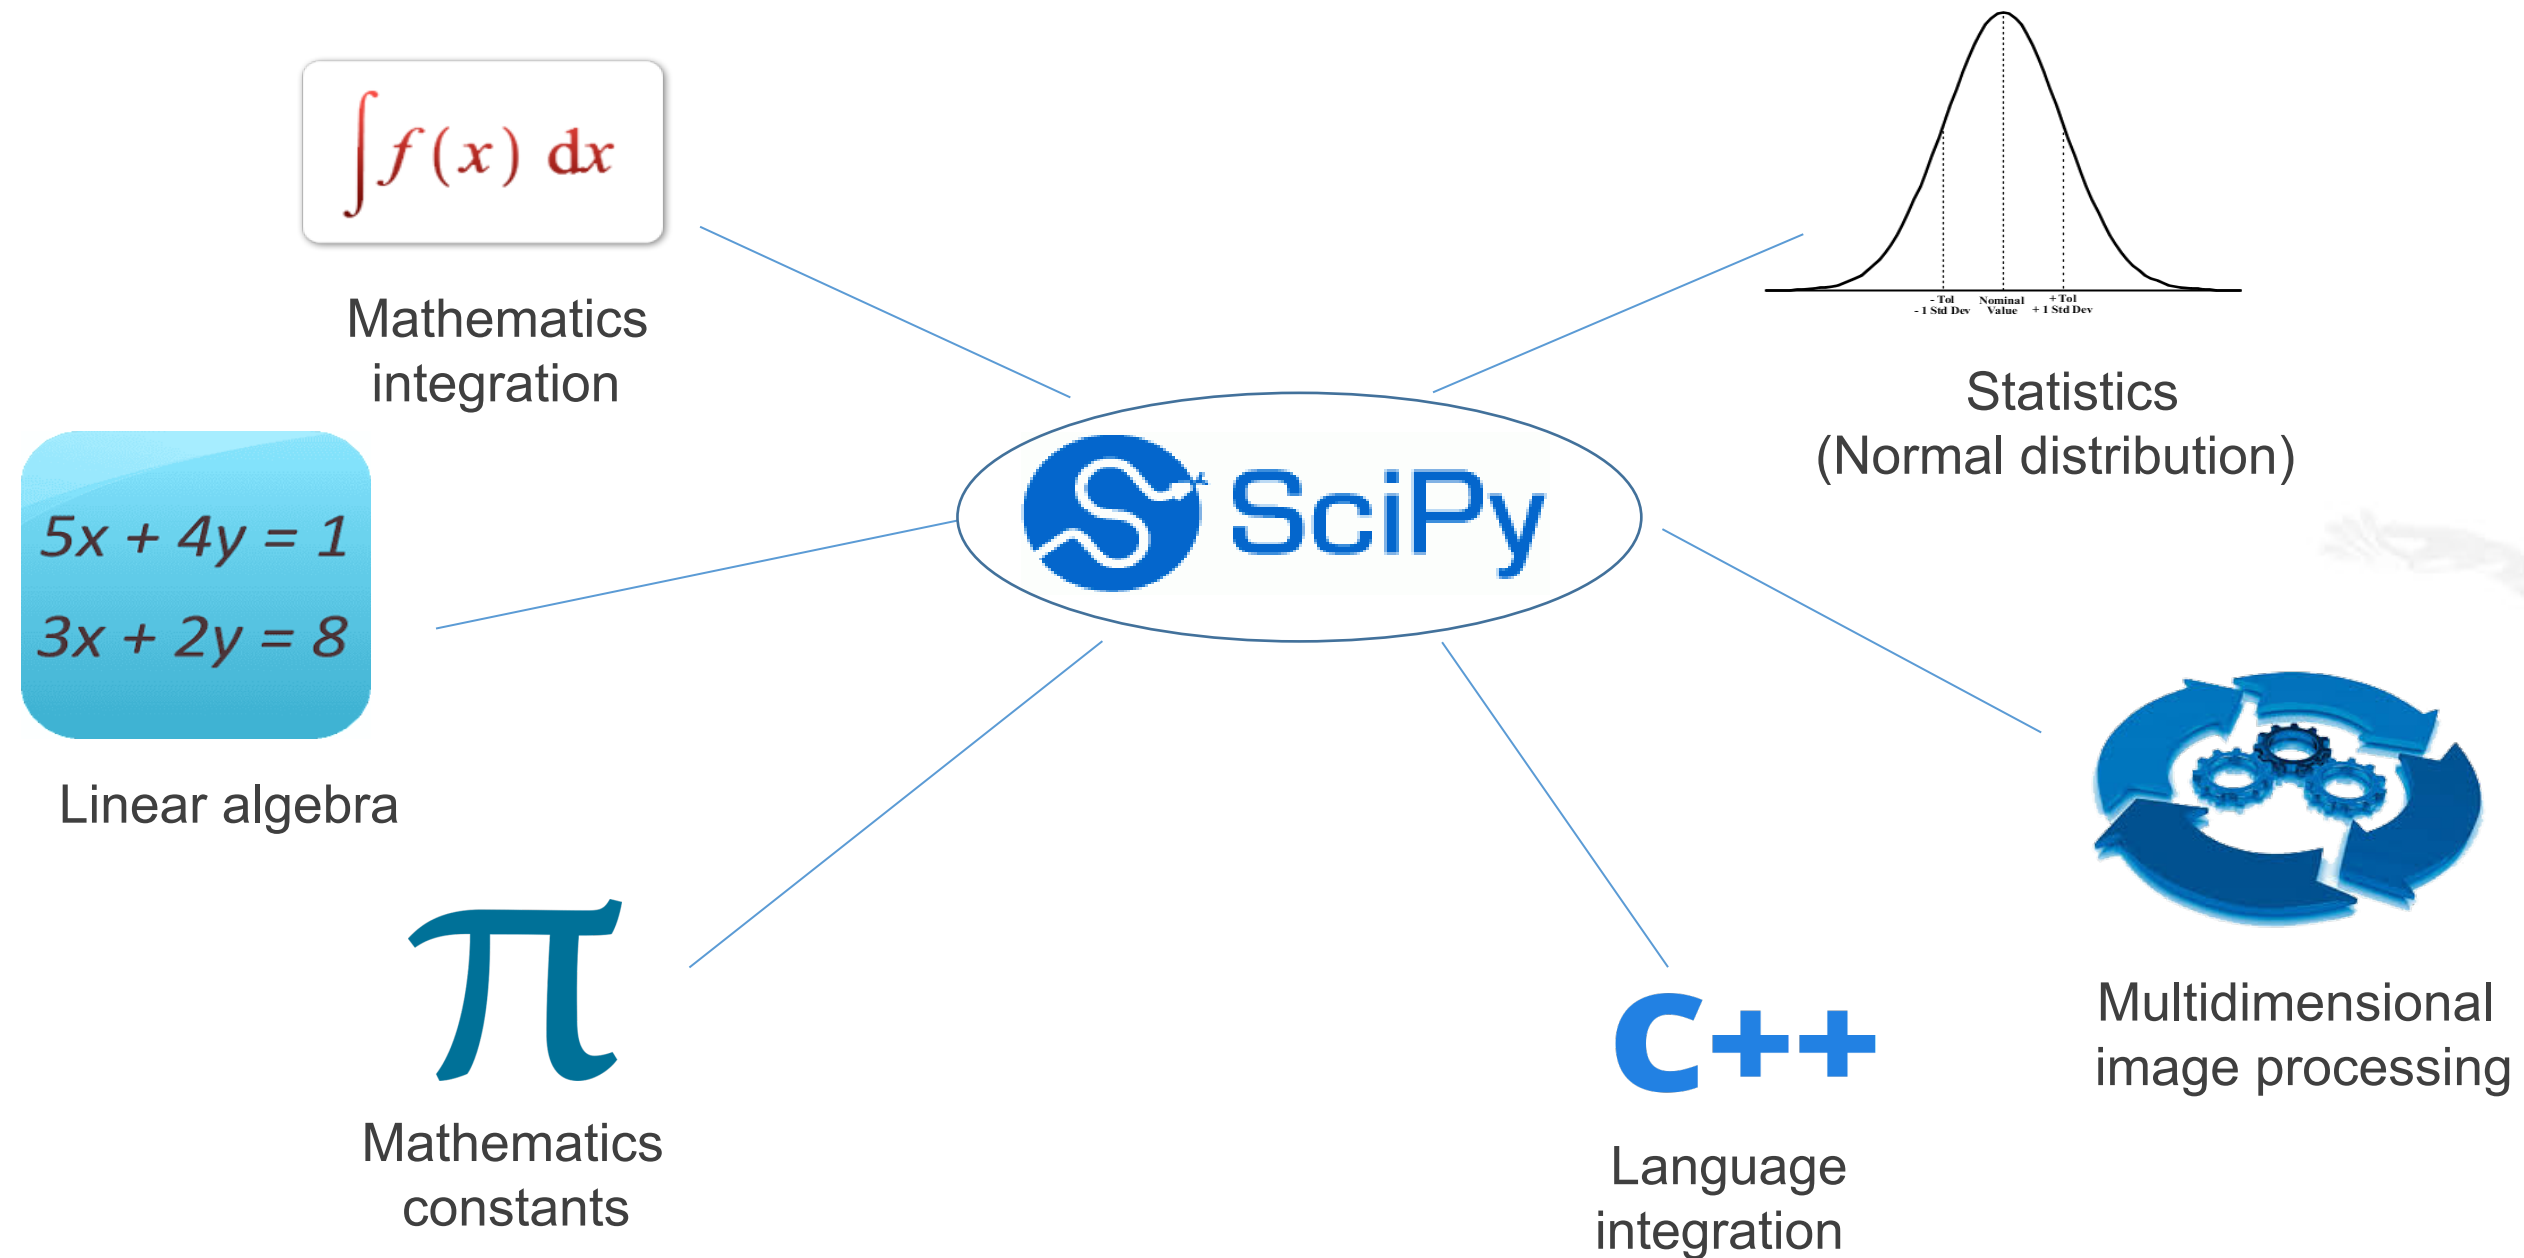 ∫ f (x) dx
Mathematics
integration
- Tol
- 1 Std Dev
Nominal
Value
+ Tol
+ 1 Std Dev
Statistics
(Normal distribution)
SciPy
5x + 4y = 1
3x + 2y = 8
Linear algebra
π
Mathematics
constants
C++
Language
integration
Multidimensional
image processing